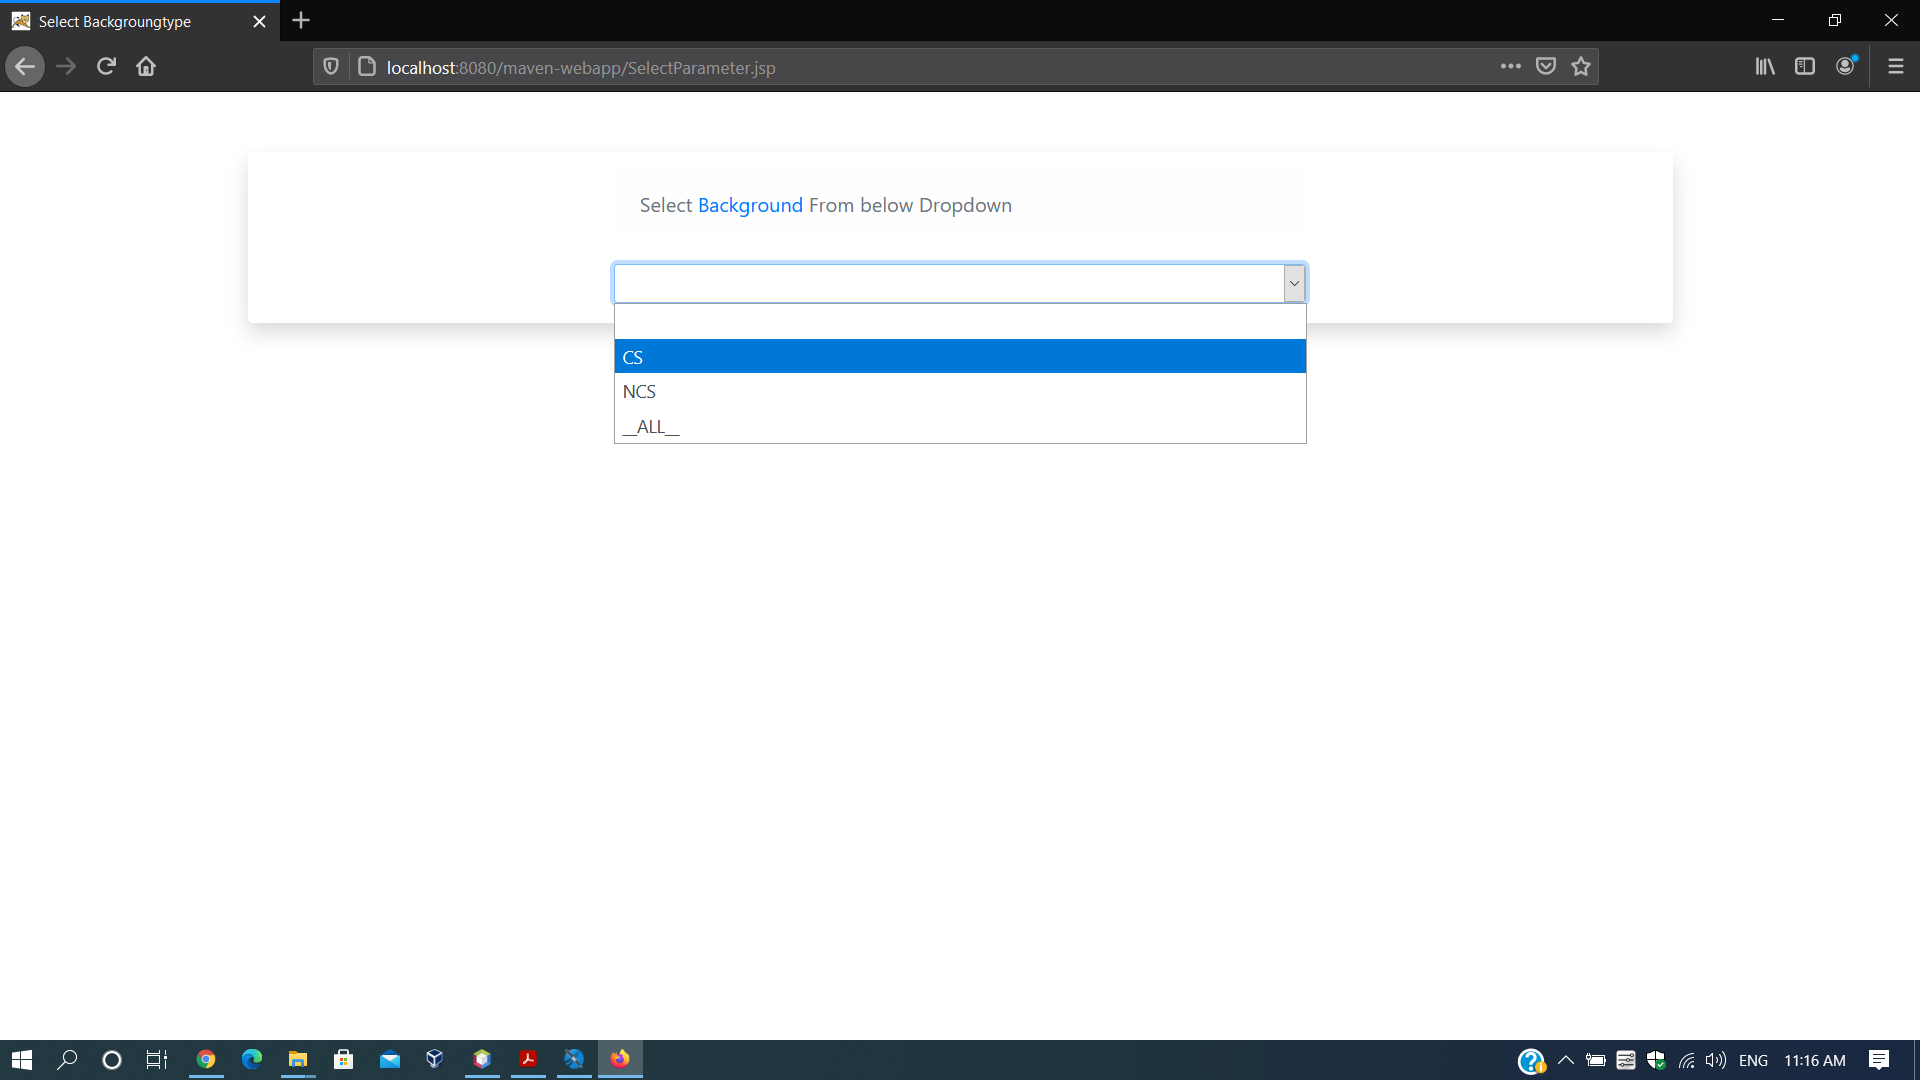 Select Backgroungtype
localhost:8080/maven-webapp/SelectParameter.jsp
Select Background From below Dropdown
CS
NCS
__ALL__
ENG
11:16 AM